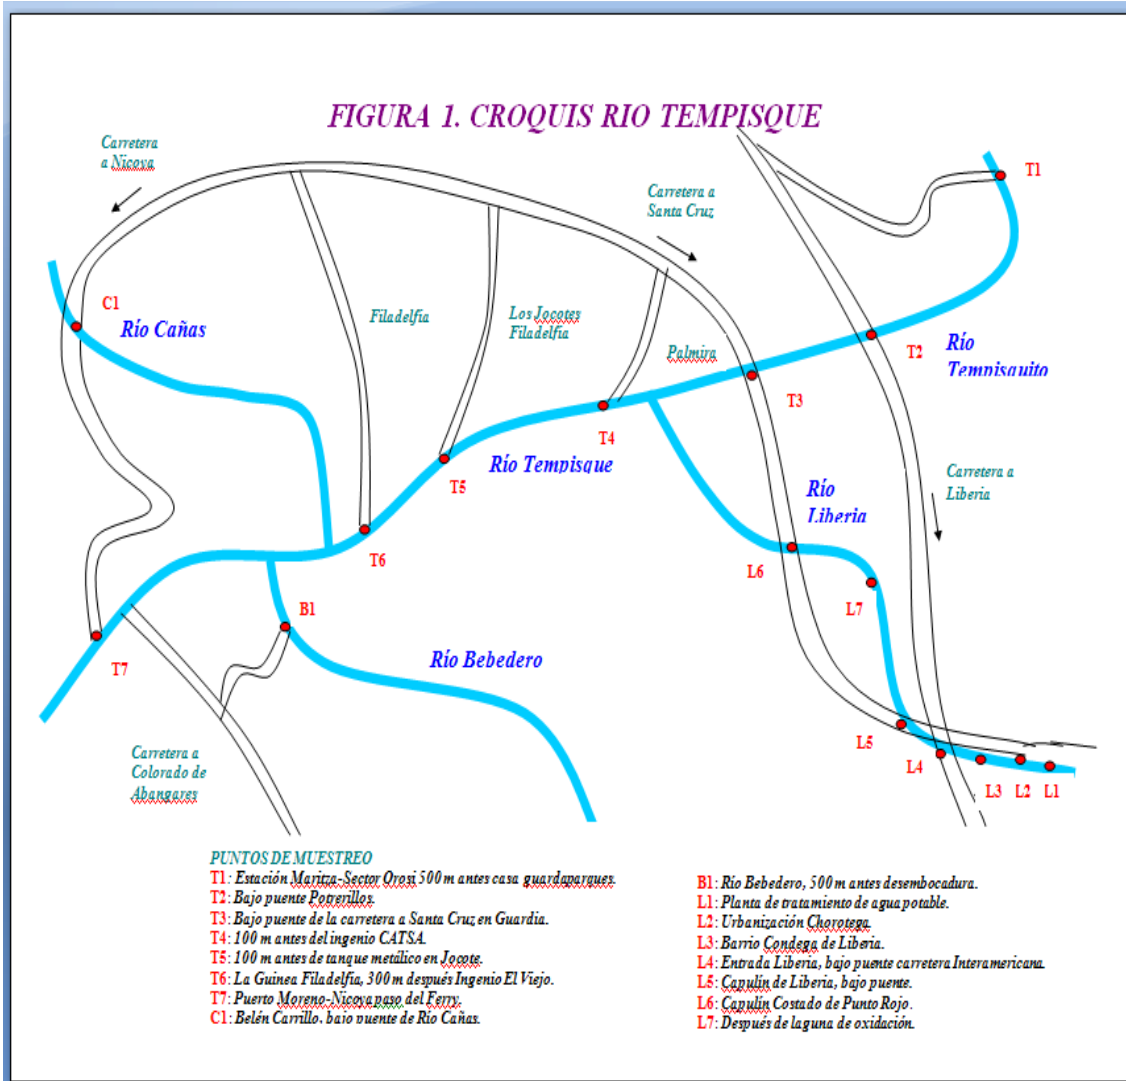 FIGURA 1. CROQUIS RIO TEMPISQUE
Carretera
a Nicoya
Carretera a
Santa Cruz
T1
C1
Río Cañas
Filadelfia
Los Jocotes
Filadelfia
Palmira
T2
Río
Tempisquito
T3
T4
Río Tempisque
T5
Carretera a
Liberia
Río
Liberia
T6
L6
L7
B1
Río Bebedero
T7
L5
Carretera a
Colorado de
Abangares
L4
L3
L2
L1
PUNTOS DE MUESTREO
T1: Estación Maritza-Sector Orosi 500 m antes casa guardaparques.
T2: Bajo puente Potrerillos.
T3: Bajo puente de la carretera a Santa Cruz en Guardia.
T4: 100 m antes del ingenio CATSA.
T5: 100 m antes de tanque metálico en Jocote.
T6: La Guinea Filadelfia, 300 m después Ingenio El Viejo.
T7: Puerto Moreno-Nicoya paso del Ferry.
C1: Belén Carrillo, bajo puente de Río Cañas.
B1: Río Bebedero, 500 m antes desembocadura.
L1: Planta de tratamiento de agua potable.
L2: Urbanización Chorotega
L3: Barrio Condega de Liberia.
L4: Entrada Liberia, bajo puente carretera Interamericana.
L5: Capulín de Liberia, bajo puente.
L6: Capulín Costado de Punto Rojo.
L7: Después de laguna de oxidación.